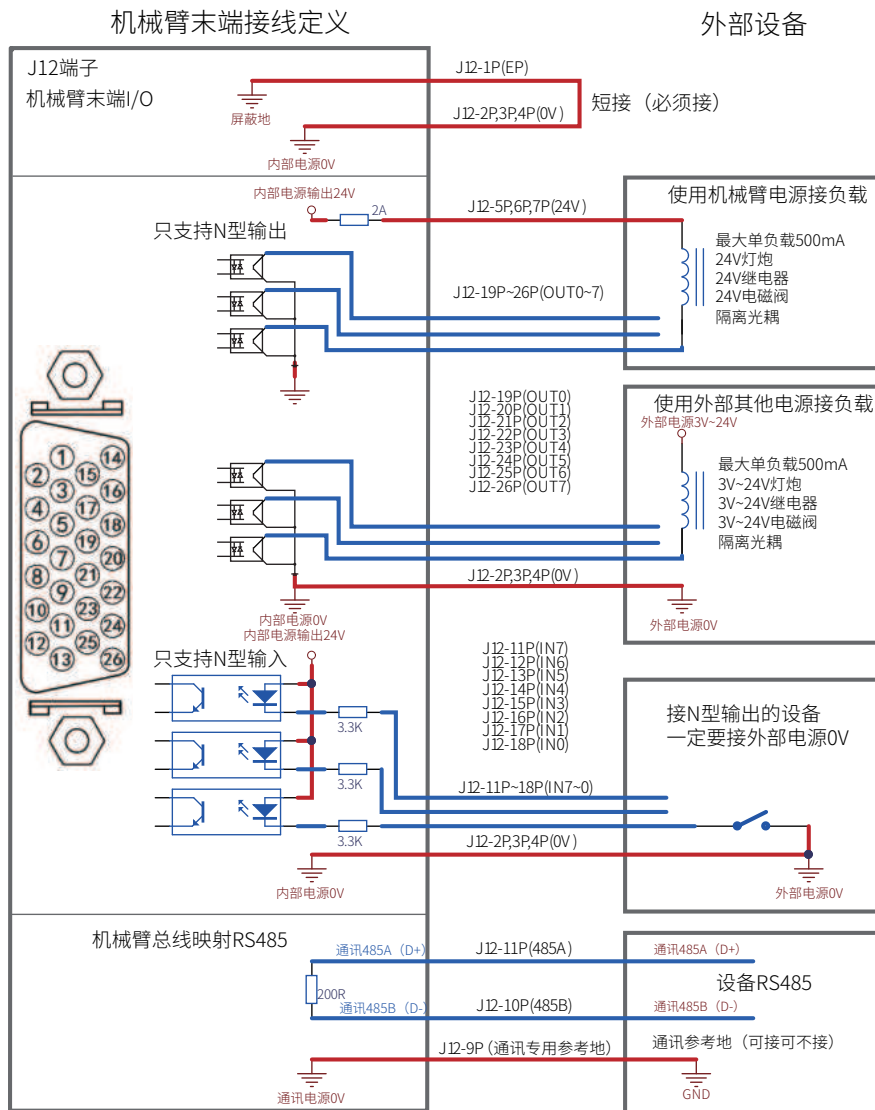 机械臂末端接线定义
外部设备
J12端子
机械臂末端I/O
J12-1P(EP)
屏蔽地
J12-2P,3P,4P(0V)
短接（必须接）
内部电源0V
内部电源输出24V
2A
J12-5P,6P,7P(24V)
只支持N型输出
J12-19P~26P(OUT0~7)
使用机械臂电源接负载
最大单负载500mA
24V灯炮
24V继电器
24V电磁阀
隔离光耦
J12-19P(OUT0)
J12-20P(OUT1)
J12-21P(OUT2)
J12-22P(OUT3)
J12-23P(OUT4)
J12-24P(OUT5)
J12-25P(OUT6)
J12-26P(OUT7)
使用外部其他电源接负载
外部电源3V~24V
最大单负载500mA
3V~24V灯炮
3V~24V继电器
3V~24V电磁阀
隔离光耦
J12-2P,3P,4P(0V)
内部电源0V
外部电源0V
1
14
2
15
3
16
4
17
5
18
6
19
7
20
8
21
9
22
10
23
11
24
12
25
13
26
内部电源输出24V
只支持N型输入
3.3K
3.3K
3.3K
J12-11P(IN7)
J12-12P(IN6)
J12-13P(IN5)
J12-14P(IN4)
J12-15P(IN3)
J12-16P(IN2)
J12-17P(IN1)
J12-18P(IN0)
J12-11P~18P(IN7~0)
接N型输出的设备
一定要接外部电源0V
J12-2P,3P,4P(0V)
内部电源0V
外部电源0V
机械臂总线映射RS485
通讯485A（D+）
J12-11P(485A)
通讯485A（D+）
200R
设备RS485
通讯485B（D-）
J12-10P(485B)
通讯485B（D-）
J12-9P（通讯专用参考地）
通讯参考地（可接可不接）
通讯电源0V
GND